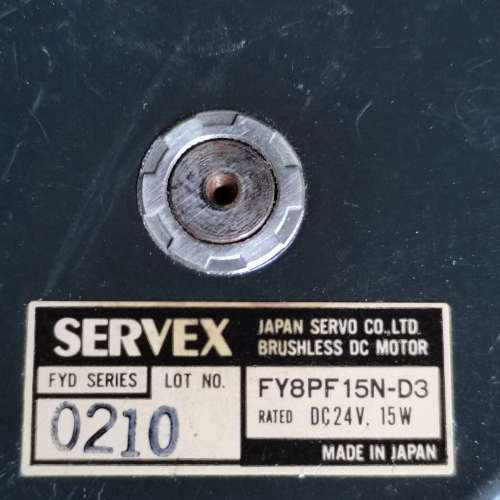 SERVEX
JAPAN SERVO CO.,LTD.
BRUSHLESS DC MOTOR
FYD SERIES
LOT NO.
0210
FY8PF15N-D3
RATED DC24V, 15W
MADE IN JAPAN